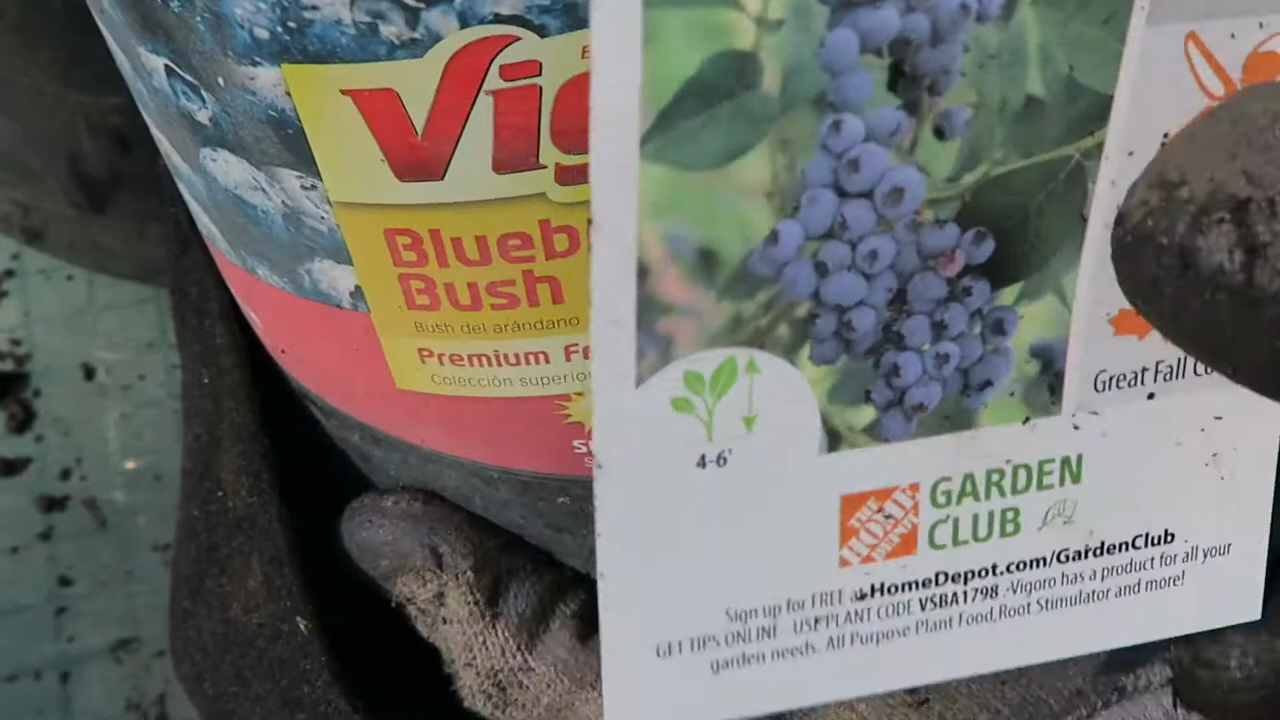 Vig
Blueb
Bush
Bush del arándano
Premium Fr
Colección superio
4-6'
Great Fall Co
THE
HOME
DEPOT
GARDEN
CLUB
Sign up for FREE at HomeDepot.com/GardenClub
GET TIPS ONLINE USE PLANT CODE VSBA1798 -Vigoro has a product for all your
garden needs. All Purpose Plant Food, Root Stimulator and more!